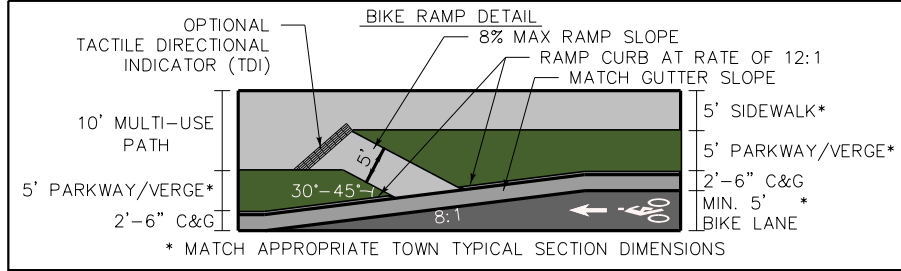 BIKE RAMP DETAIL
OPTIONAL
TACTILE DIRECTIONAL
INDICATOR (TDI)
8% MAX RAMP SLOPE
RAMP CURB AT RATE OF 12:1
MATCH GUTTER SLOPE
10' MULTI-USE
PATH
5' PARKWAY/VERGE*
2'-6" C&G
5'
30°-45°
8:1
5' SIDEWALK*
5' PARKWAY/VERGE*
2'-6" C&G
MIN. 5' *
BIKE LANE
* MATCH APPROPRIATE TOWN TYPICAL SECTION DIMENSIONS